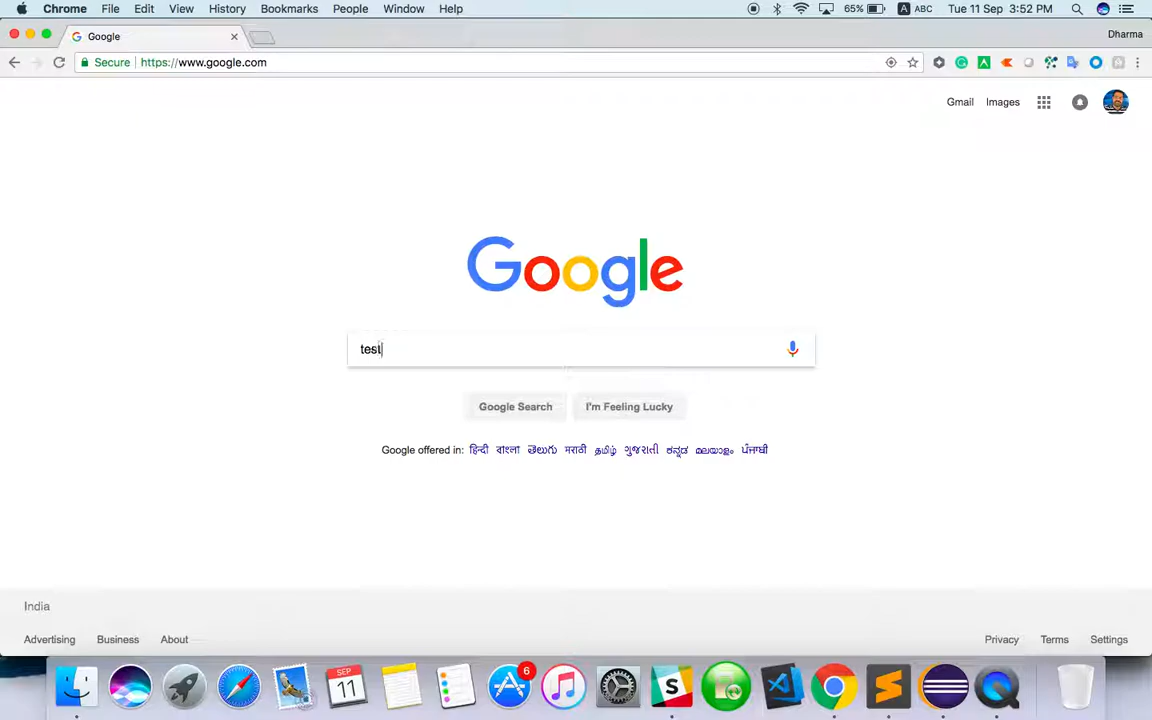 Chrome File Edit View History Bookmarks People Window Help 65% A ABC Tue 11 Sep 3:52 PM
Google Dharma
Secure https://www.google.com
Gmail Images
Google
test
Google Search I'm Feeling Lucky
Google offered in: हिन्दी বাংলা తెలుగు मराठी தமிழ் ગુજરાતી ಕನ್ನಡ മലയാളം ਪੰਜਾਬੀ
India
Advertising Business About Privacy Terms Settings
SEP
11
6
S